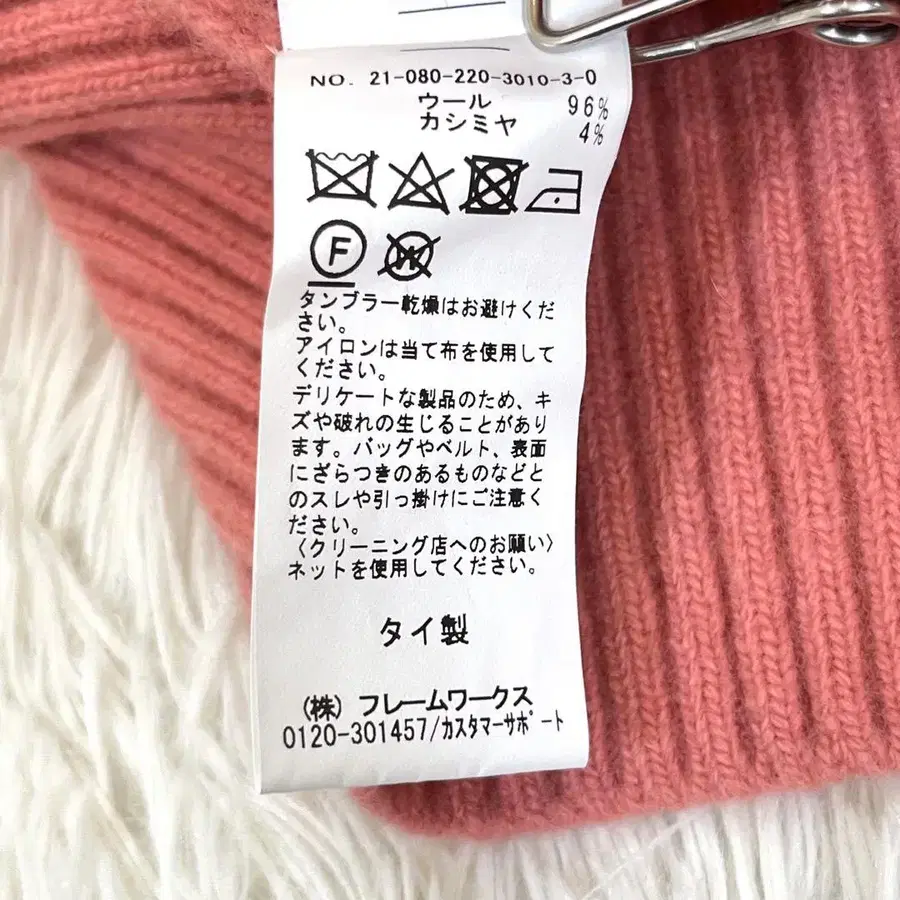 NO. 21-080-220-3010-3-0
ウール 96%
カシミヤ 4%
F W
タンブラー乾燥はお避けくだ
さい。
アイロンは当て布を使用して
ください。
デリケートな製品のため、キ
ズや破れの生じることがあり
ます。バッグやベルト、表面
にざらつきのあるものなどと
のスレや引っ掛けにご注意く
ださい。
〈クリーニング店へのお願い〉
ネットを使用してください。
タイ製
(株) フレームワークス
0120-301457/カスタマーサポート